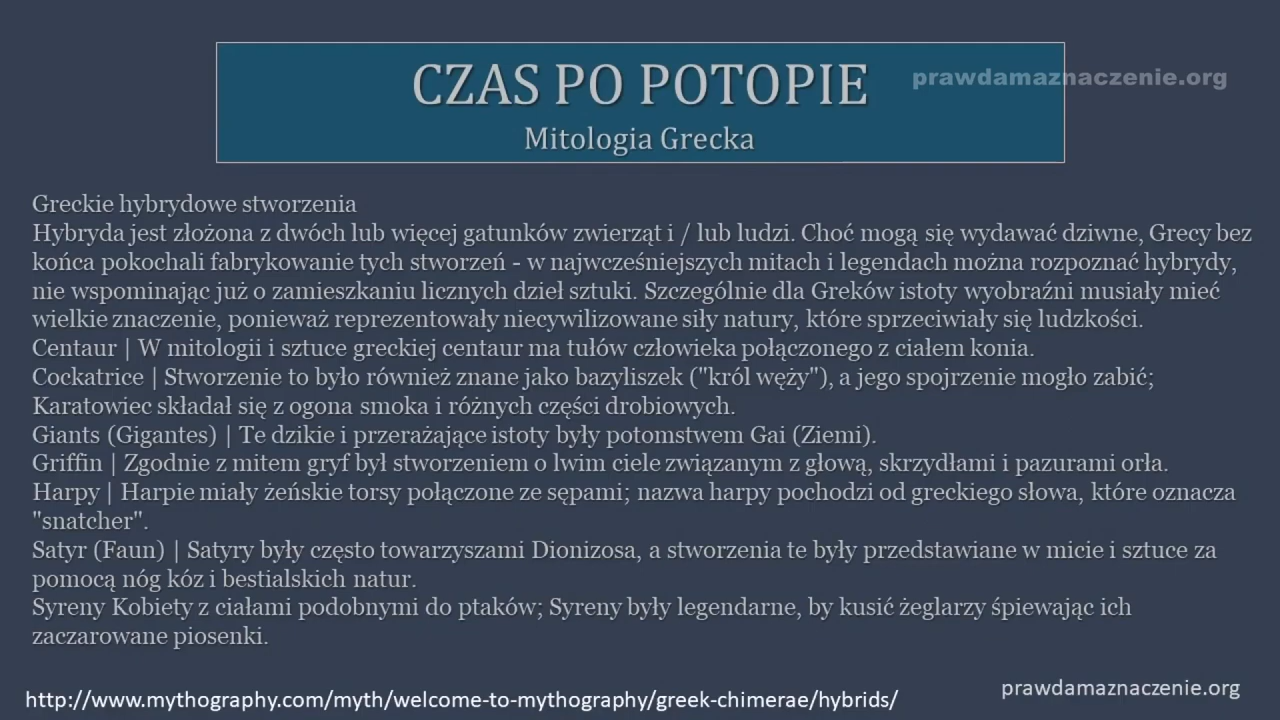 CZAS PO POTOPIE
prawdamaznaczenie.org
Mitologia Grecka
Greckie hybrydowe stworzenia
Hybryda jest złożona z dwóch lub więcej gatunków zwierząt i / lub ludzi. Choć mogą się wydawać dziwne, Grecy bez
końca pokochali fabrykowanie tych stworzeń - w najwcześniejszych mitach i legendach można rozpoznać hybrydy,
nie wspominając już o zamieszkaniu licznych dzieł sztuki. Szczególnie dla Greków istoty wyobraźni musiały mieć
wielkie znaczenie, ponieważ reprezentowały niecywilizowane siły natury, które sprzeciwiały się ludzkości.
Centaur | W mitologii i sztuce greckiej centaur ma tułów człowieka połączonego z ciałem konia.
Cockatrice | Stworzenie to było również znane jako bazyliszek ("król węży"), a jego spojrzenie mogło zabić;
Karatowiec składał się z ogona smoka i różnych części drobiowych.
Giants (Gigantes) | Te dzikie i przerażające istoty były potomstwem Gai (Ziemi).
Griffin | Zgodnie z mitem gryf był stworzeniem o lwim ciele związanym z głową, skrzydłami i pazurami orła.
Harpy | Harpie miały żeńskie torsy połączone ze sępami; nazwa harpy pochodzi od greckiego słowa, które oznacza
"snatcher".
Satyr (Faun) | Satyry były często towarzyszami Dionizosa, a stworzenia te były przedstawiane w micie i sztuce za
pomocą nóg kóz i bestialskich natur.
Syreny Kobiety z ciałami podobnymi do ptaków; Syreny były legendarne, by kusić żeglarzy śpiewając ich
zaczarowane piosenki.
http://www.mythography.com/myth/welcome-to-mythography/greek-chimerae/hybrids/
prawdamaznaczenie.org